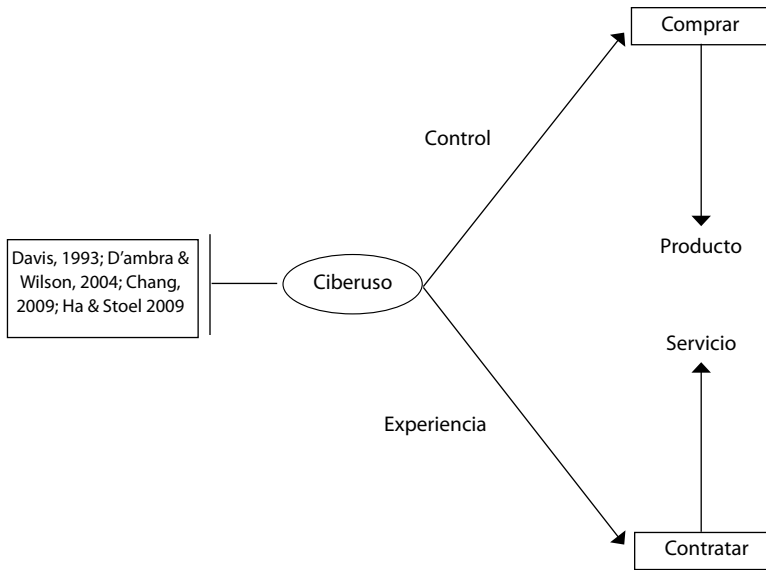 Comprar
Control
Davis, 1993; D'ambra &
Wilson, 2004; Chang,
2009; Ha & Stoel 2009
Ciberuso
Producto
Servicio
Experiencia
Contratar